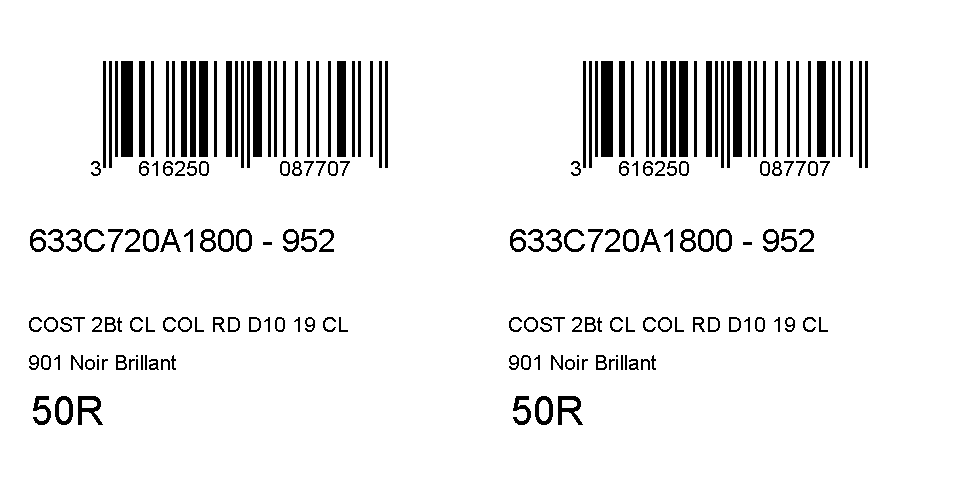 3 616250 087707
633C720A1800 - 952
COST 2Bt CL COL RD D10 19 CL
901 Noir Brillant
50R
3 616250 087707
633C720A1800 - 952
COST 2Bt CL COL RD D10 19 CL
901 Noir Brillant
50R